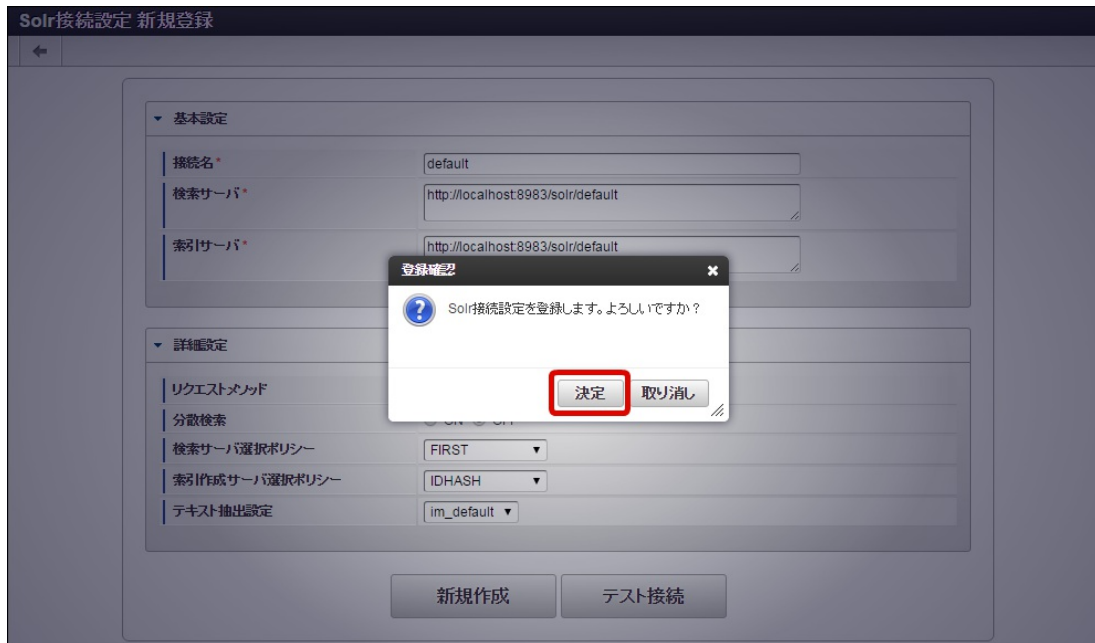 Solr接続設定 新規登録
基本設定
接続名* default
検索サーバ* http://localhost:8983/solr/default
索引サーバ* http://localhost:8983/solr/default
登録確認
Solr接続設定を登録します。よろしいですか？
決定 取り消し
詳細設定
リクエストメソッド
分散検索
検索サーバ選択ポリシー FIRST
索引作成サーバ選択ポリシー IDHASH
テキスト抽出設定 im_default
新規作成 テスト接続